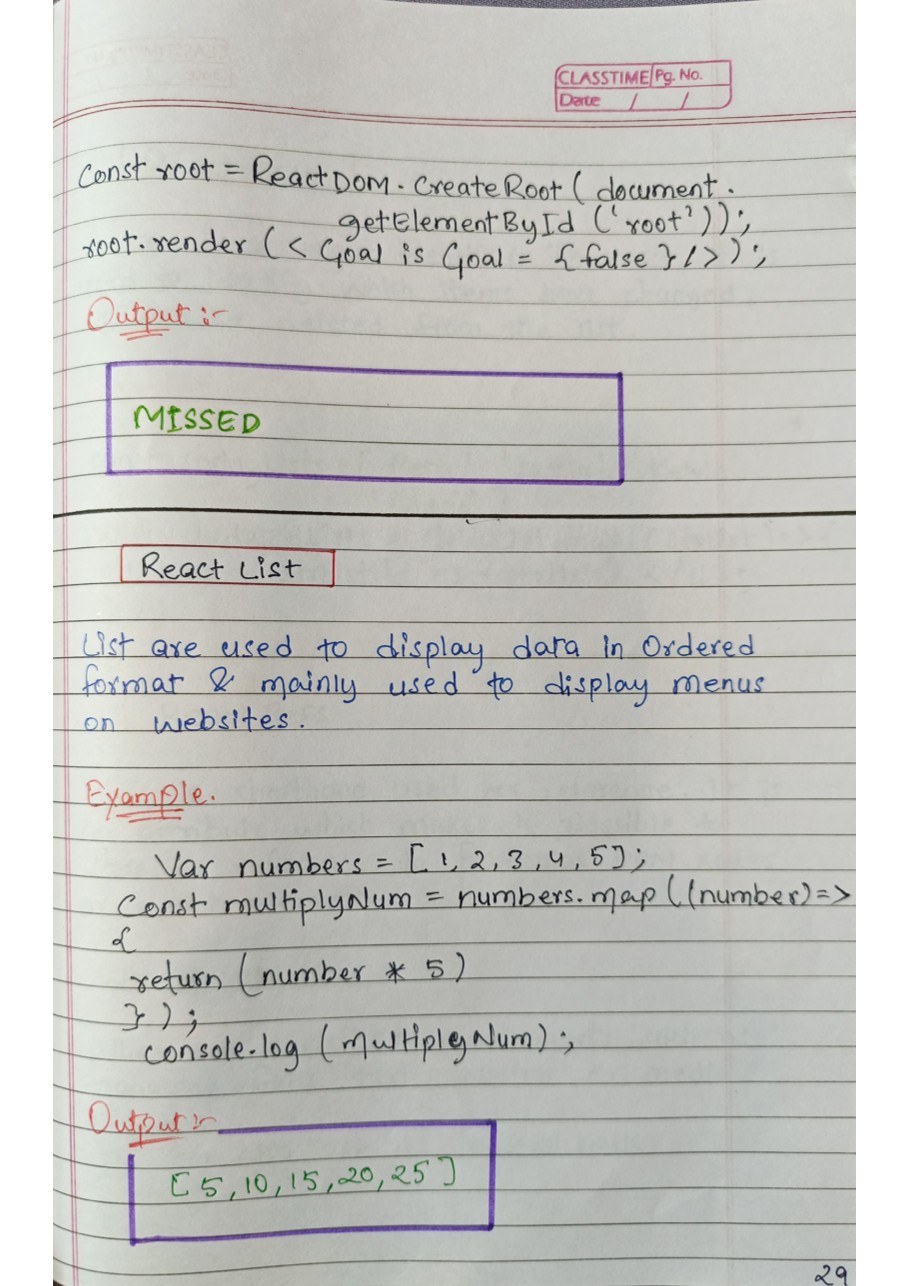 CLASSTIME Pg. No.
Date / /
Const root = ReactDOM.CreateRoot( document.
getElementById ('root'));
root.render (< Goal is Goal = {false }/>);
Output :-
MISSED
React List
List are used to display data in Ordered
format & mainly used to display menus
on websites.
Example.
Var numbers = [1,2,3,4,5];
Const multiplyNum = numbers.map((number)=>
{
return (number * 5)
});
console.log (multiplyNum);
Output :-
[5,10,15,20,25]
29